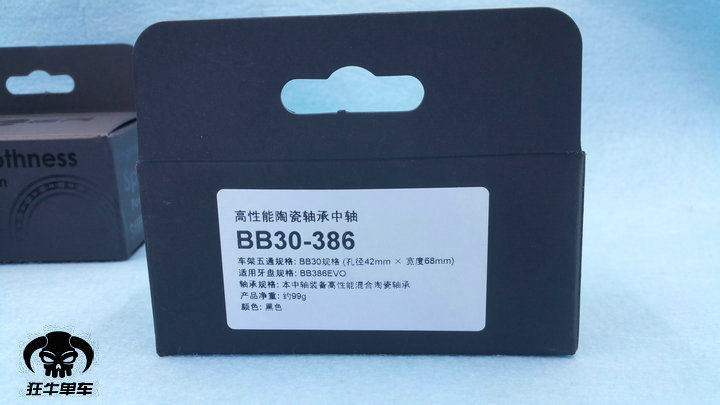 othness
高性能陶瓷轴承中轴
BB30-386
车架五通规格: BB30规格 (孔径42mm × 宽度68mm)
适用牙盘规格: BB386EVO
轴承规格: 本中轴装备高性能混合陶瓷轴承
产品净重: 约99g
颜色: 黑色
狂牛单车